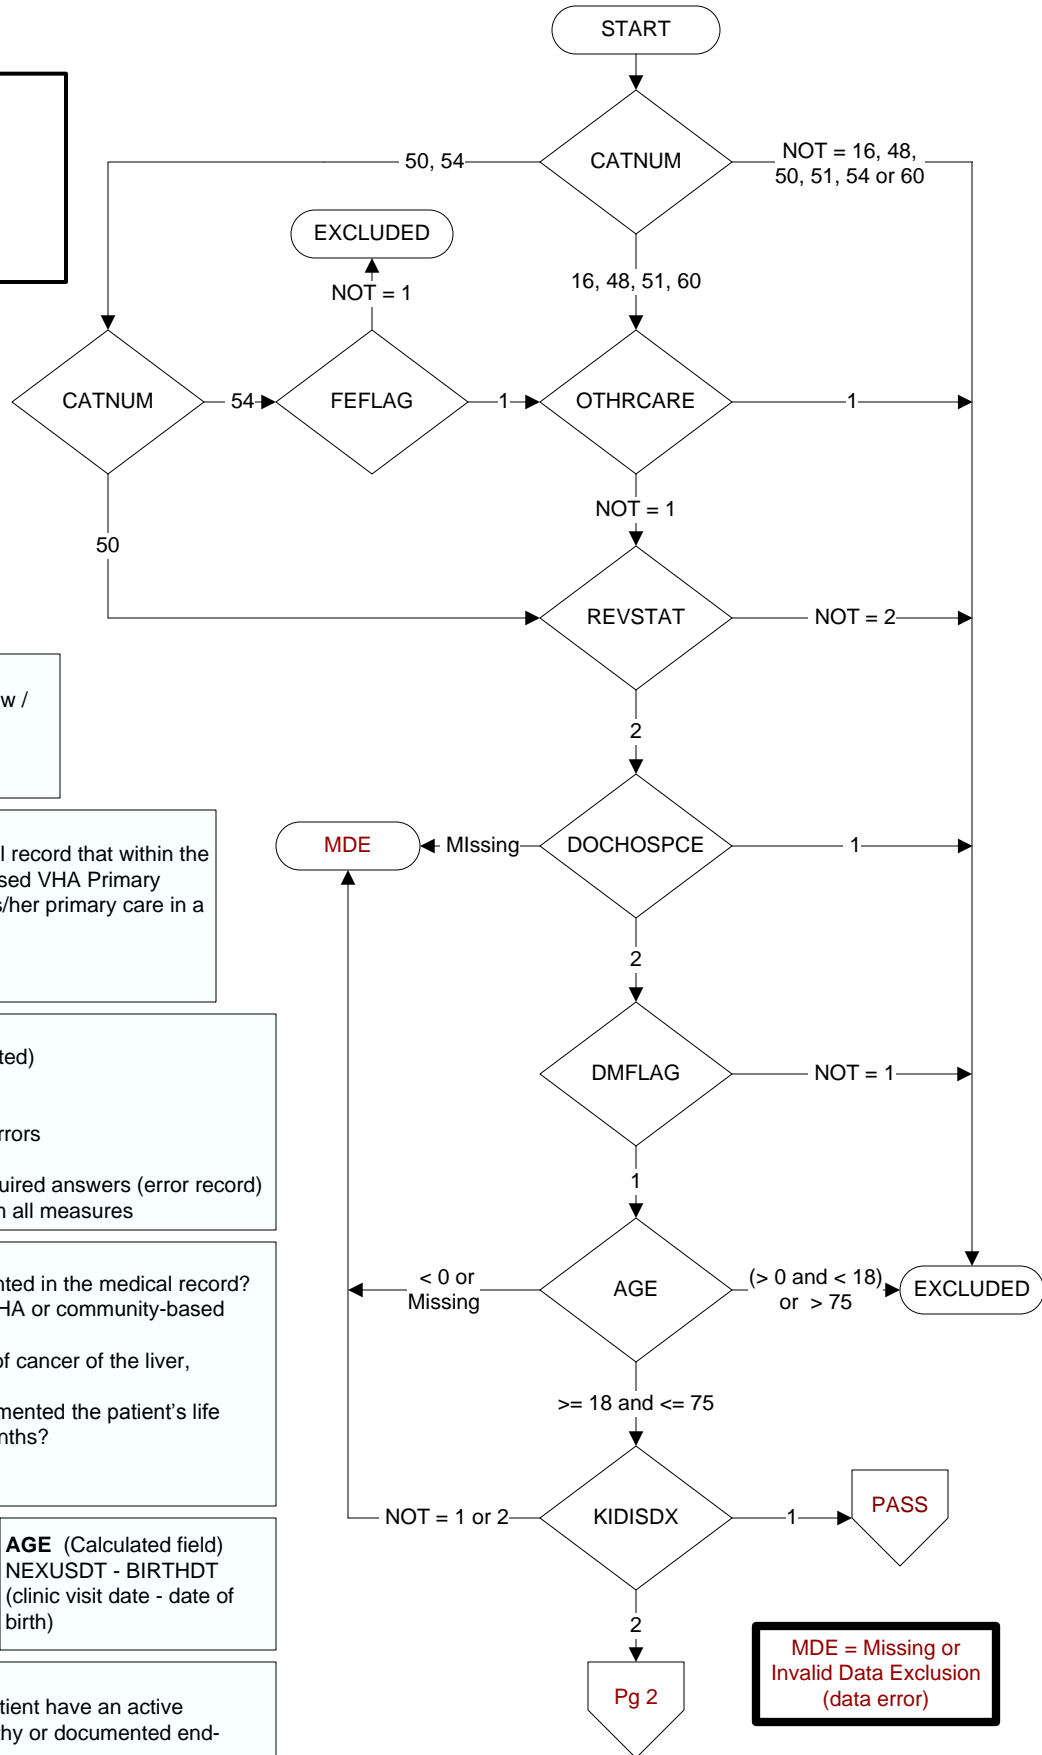 START
CATNUM
50, 54
NOT = 16, 48,
50, 51, 54 or 60
EXCLUDED
NOT = 1
16, 48, 51, 60
CATNUM
54
FEFLAG
1
OTHRCARE
1
NOT = 1
50
REVSTAT
NOT = 2
2
w /
MDE
MIssing
DOCHOSPCE
1
l record that within the
sed VHA Primary
s/her primary care in a
2
ted)
rrors
uired answers (error record)
n all measures
DMFLAG
NOT = 1
1
nted in the medical record?
HA or community-based
of cancer of the liver,
mented the patient's life
nths?
< 0 or
Missing
AGE
(> 0 and < 18)
or > 75
EXCLUDED
>= 18 and <= 75
NOT = 1 or 2
KIDISDX
1
PASS
AGE (Calculated field)
NEXUSDT - BIRTHDT
(clinic visit date - date of
birth)
2
Pg 2
MDE = Missing or
Invalid Data Exclusion
(data error)
tient have an active
thy or documented end-